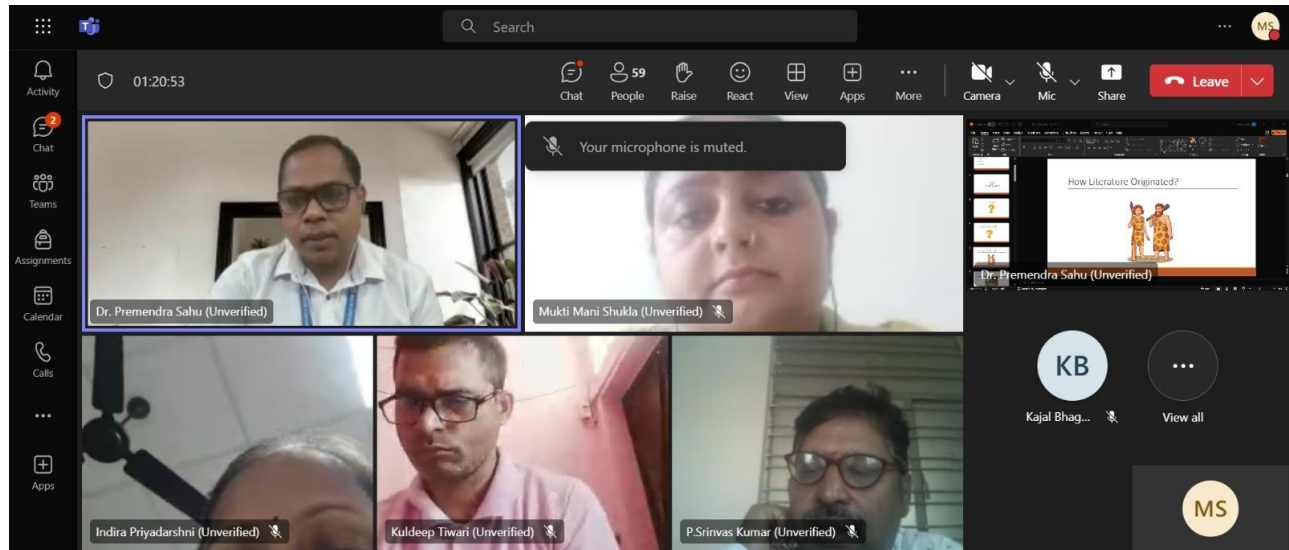 Search
MS
Activity
2
Chat
Teams
Assignments
Calendar
Calls
Apps
01:20:53
Chat
59
People
Raise
React
View
Apps
More
Camera
Mic
Share
Leave
Your microphone is muted.
Dr. Premendra Sahu (Unverified)
Mukti Mani Shukla (Unverified)
How Literature Originated?
?
?
Dr. Premendra Sahu (Unverified)
KB
Kajal Bhag...
View all
Indira Priyadarshni (Unverified)
Kuldeep Tiwari (Unverified)
P.Srinvas Kumar (Unverified)
MS